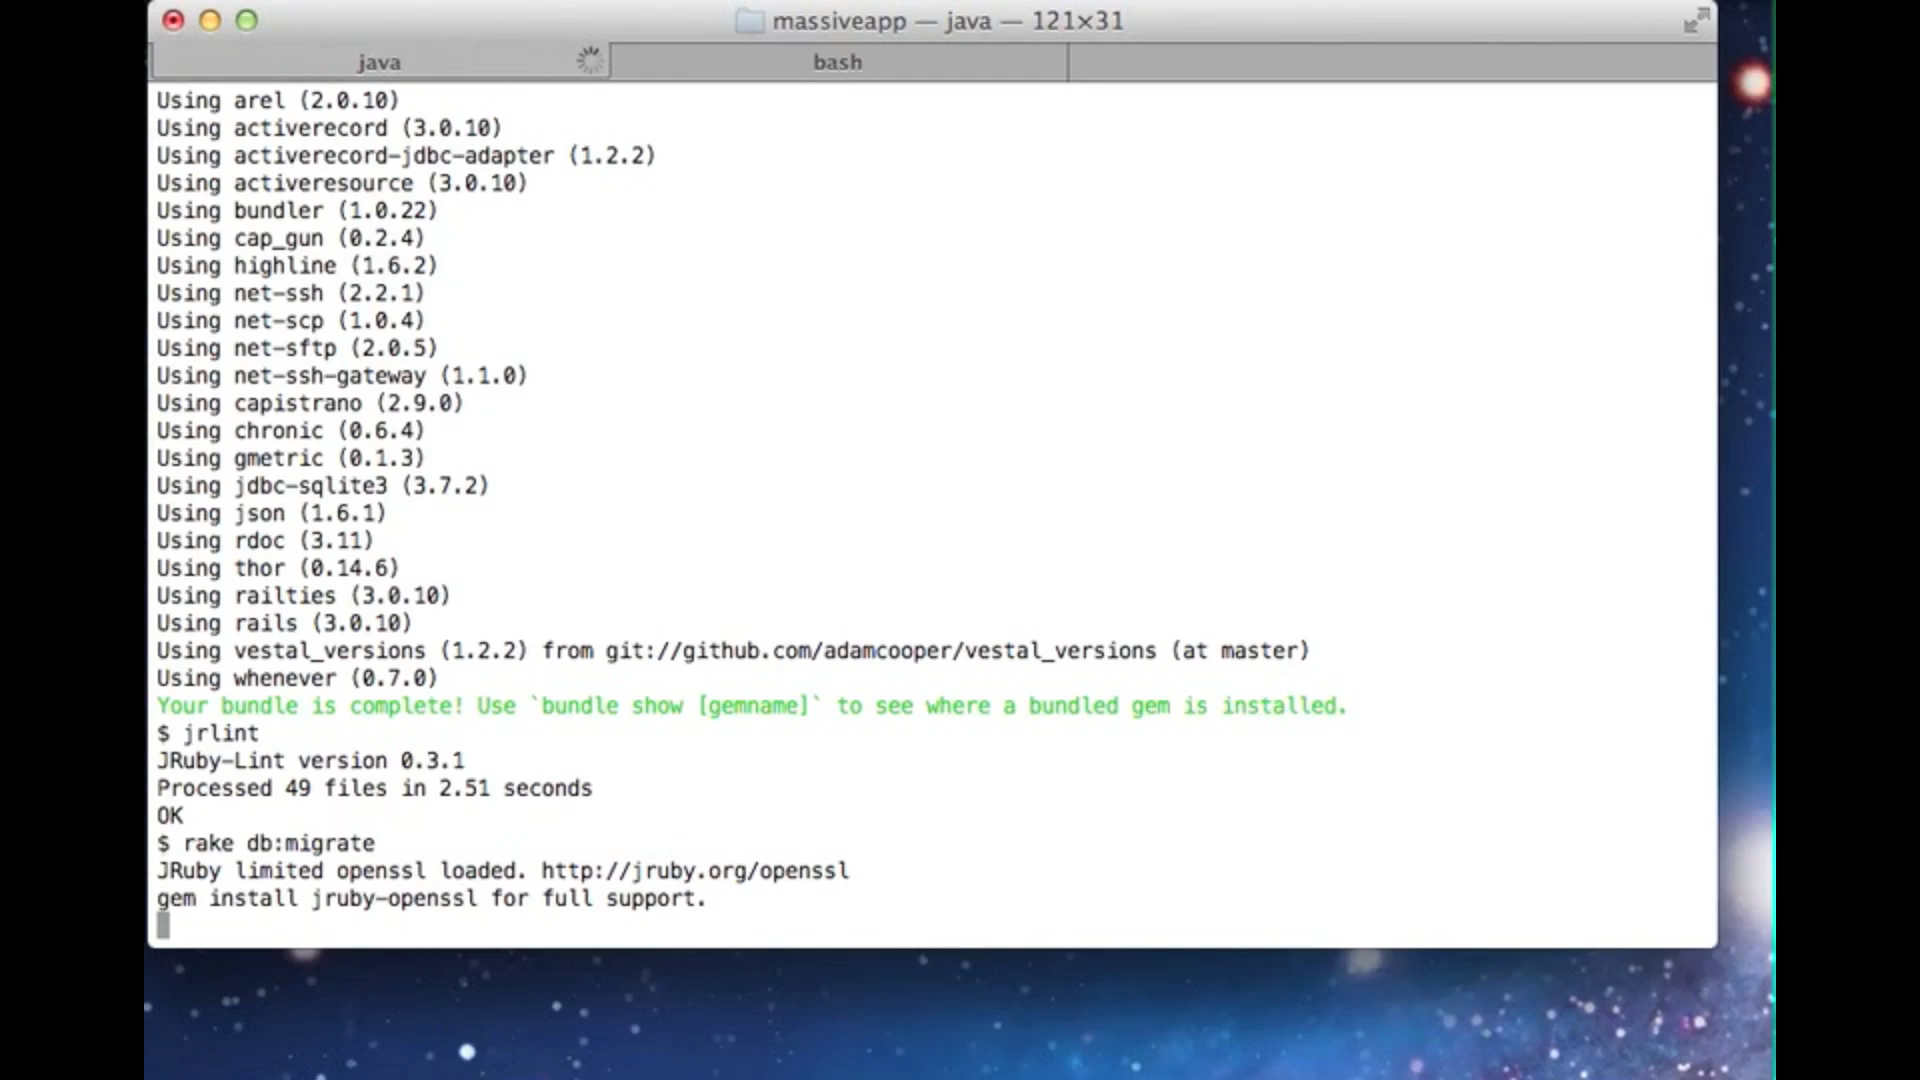 massiveapp — java — 121×31
java
bash
Using arel (2.0.10)
Using activerecord (3.0.10)
Using activerecord-jdbc-adapter (1.2.2)
Using activeresource (3.0.10)
Using bundler (1.0.22)
Using cap_gun (0.2.4)
Using highline (1.6.2)
Using net-ssh (2.2.1)
Using net-scp (1.0.4)
Using net-sftp (2.0.5)
Using net-ssh-gateway (1.1.0)
Using capistrano (2.9.0)
Using chronic (0.6.4)
Using gmetric (0.1.3)
Using jdbc-sqlite3 (3.7.2)
Using json (1.6.1)
Using rdoc (3.11)
Using thor (0.14.6)
Using railties (3.0.10)
Using rails (3.0.10)
Using vestal_versions (1.2.2) from git://github.com/adamcooper/vestal_versions (at master)
Using whenever (0.7.0)
Your bundle is complete! Use `bundle show [gemname]` to see where a bundled gem is installed.
$ jrlint
JRuby-Lint version 0.3.1
Processed 49 files in 2.51 seconds
OK
$ rake db:migrate
JRuby limited openssl loaded. http://jruby.org/openssl
gem install jruby-openssl for full support.